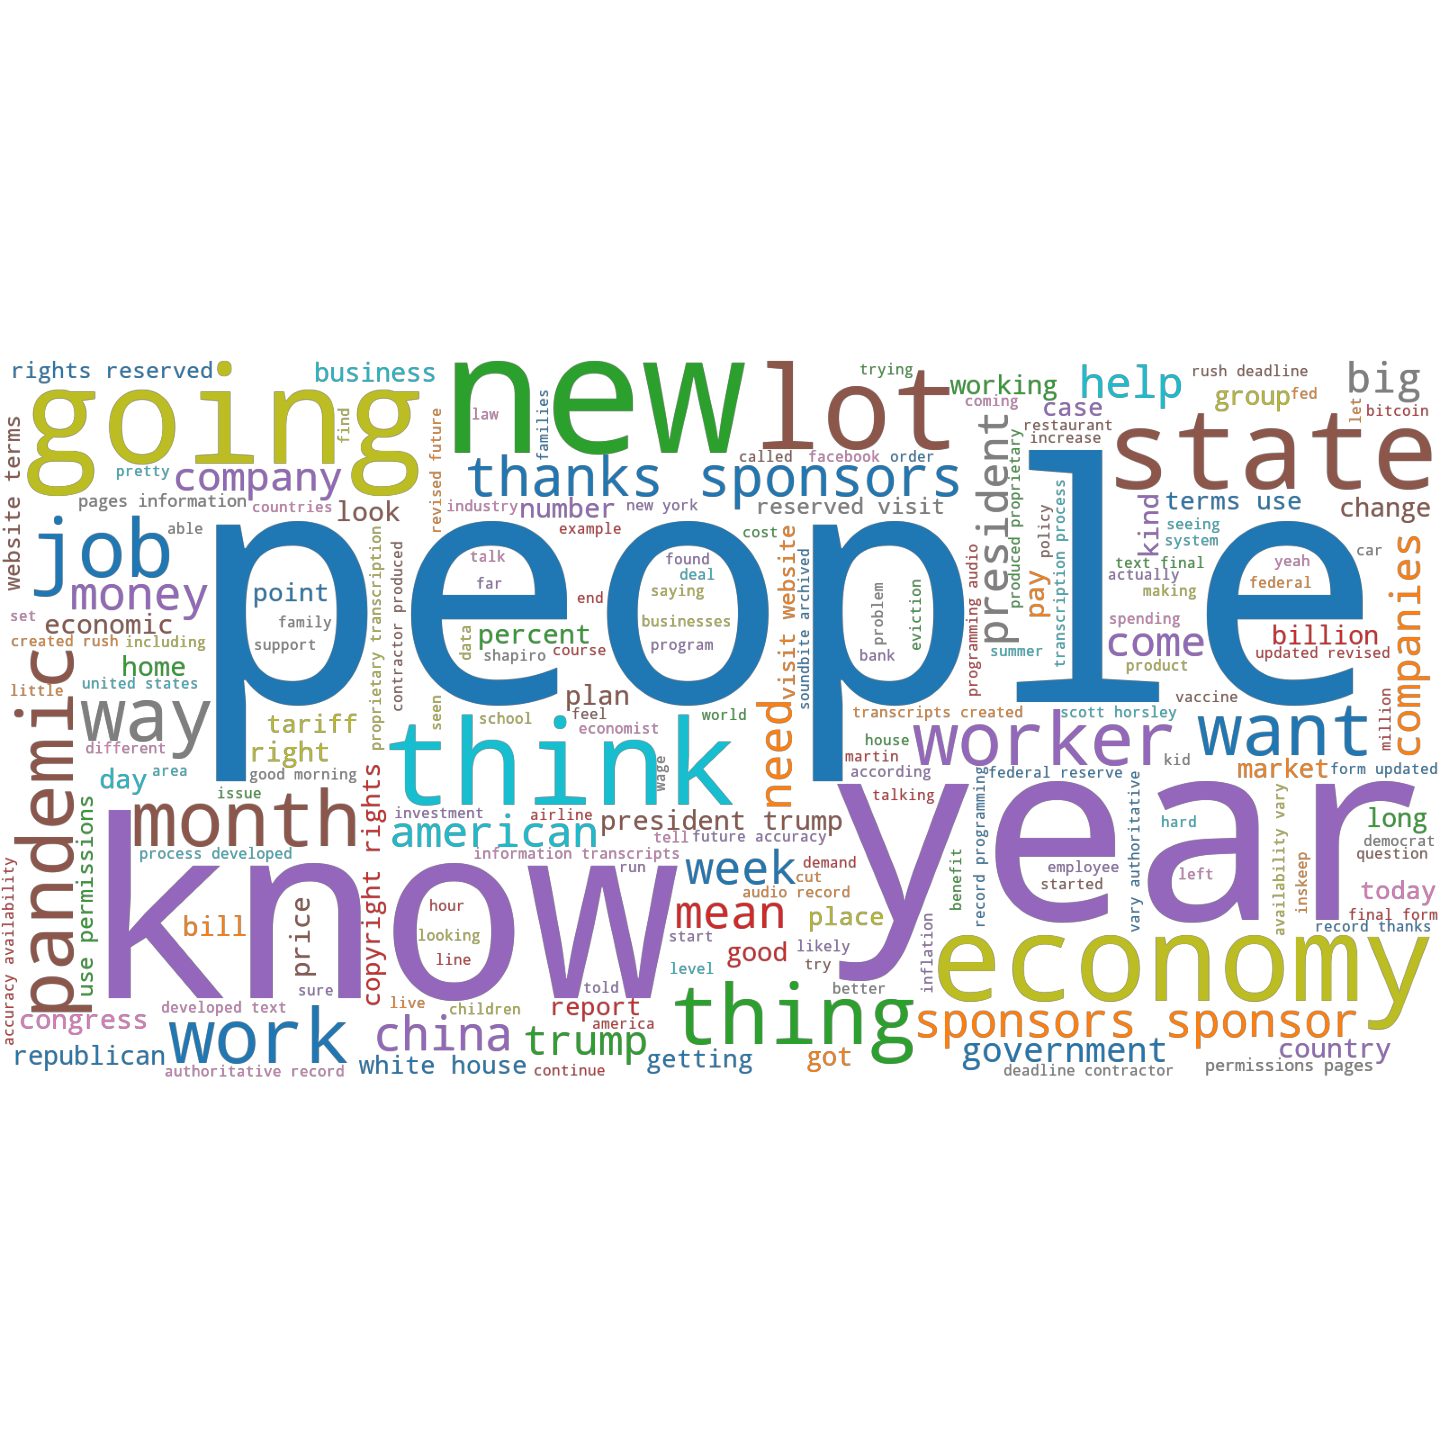 rights reserved
going
business
new
lot
trying
working
coming
help
rush deadline
group
fed
let
big
bitcoin
case
restaurant
increase
state
website terms
find
law
families
pretty
company
revised future
thanks sponsors
called
facebook
order
president
produced proprietary
pages information
countries
look
industry
number
new york
reserved visit
kind
terms use
change
job
able
example
cost
policy
transcription process
seeing
system
car
money
point
talk
far
found
deal
saying
end
text final
actually
making
yeah
federal
companies
set
economic
family
support
people
data
percent
shapiro
course
businesses
program
visit website
soundbite archived
problem
bank
eviction
programming audio
summer
pay
spending
come
product
billion
updated revised
created rush
including
home
united states
little
proprietary transcription
contractor produced
seen
plan
feel
school
economist
world
need
transcripts created
scott horsley
vaccine
million
pandemic
way
different
tariff
right
good morning
think
wage
house
martin
according
worker
want
kid
market
form updated
day
area
issue
federal reserve
talking
month
investment
airline
american
president trump
tell
future accuracy
year
hard
long
democrat
question
process developed
information transcripts
run
week
demand
cut
audio record
benefit
record programming
employee
started
vary authoritative
left
availability vary
inskeep
today
final form
record thanks
accuracy availability
use permissions
bill
know
price
copyright rights
hour
looking
line
mean
start
place
good
likely
try
level
inflation
economy
sure
told
better
congress
developed text
live
children
report
america
thing
sponsors sponsor
republican
work
china
trump
government
country
authoritative record
white house
continue
getting
got
deadline contractor
permissions pages